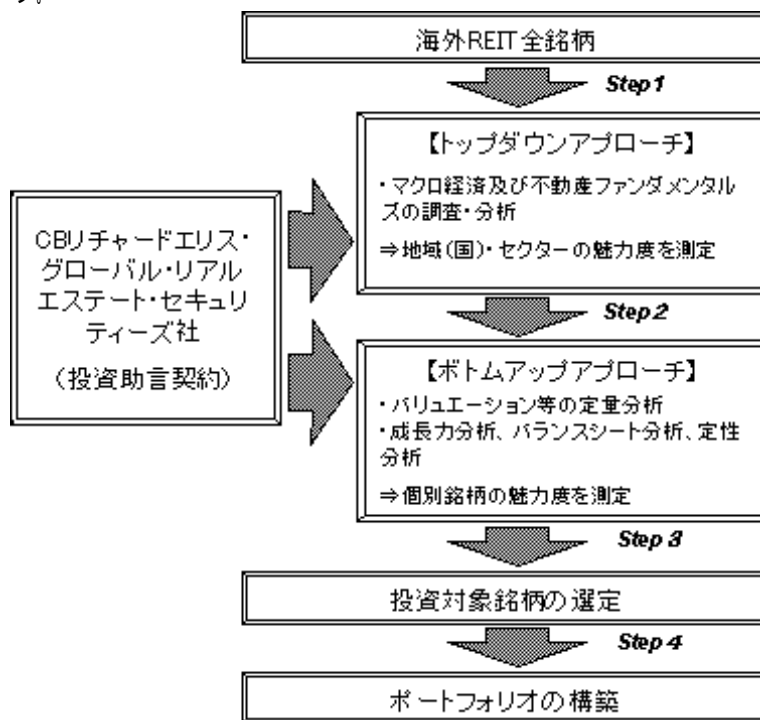 す。
海外REIT全銘柄
Step 1
【トップダウンアプローチ】
・マクロ経済及び不動産ファンダメンタル
ズの調査・分析
⇒地域(国)・セクターの魅力度を測定
CBリチャードエリス・
グローバル・リアル
エステート・セキュリ
ティーズ社
(投資助言契約)
Step 2
【ボトムアップアプローチ】
・バリュエーション等の定量分析
・成長力分析、バランスシート分析、定性
分析
⇒個別銘柄の魅力度を測定
Step 3
投資対象銘柄の選定
Step 4
ポートフォリオの構築